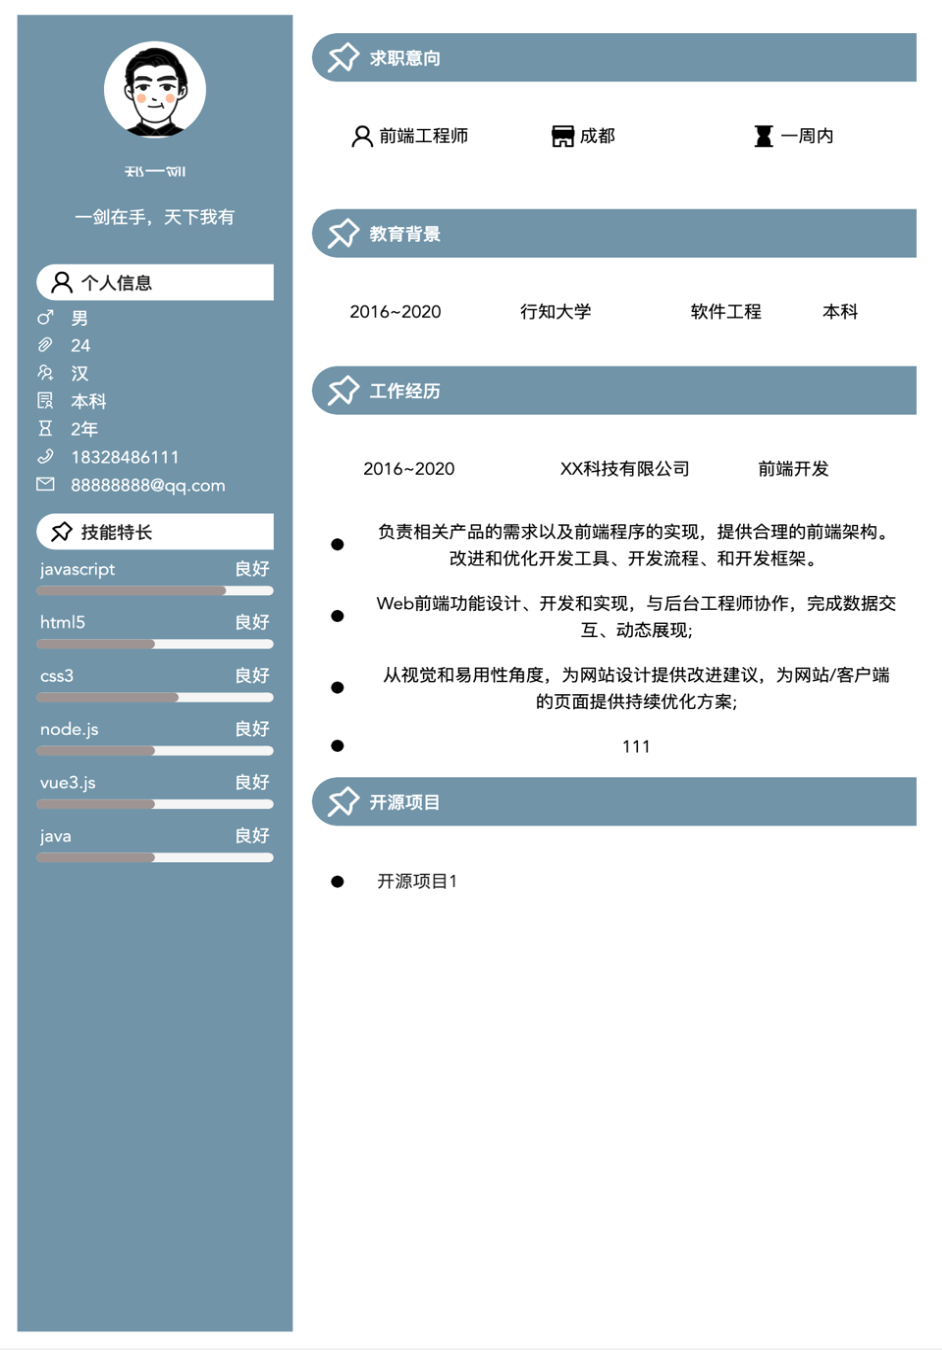 一剑在手，天下我有
个人信息
男
24
汉
本科
2年
18328486111
88888888@qq.com
技能特长
javascript 良好
html5 良好
css3 良好
node.js 良好
vue3.js 良好
java 良好
求职意向
前端工程师 成都 一周内
教育背景
2016~2020 行知大学 软件工程 本科
工作经历
2016~2020 XX科技有限公司 前端开发
负责相关产品的需求以及前端程序的实现，提供合理的前端架构。
改进和优化开发工具、开发流程、和开发框架。
Web前端功能设计、开发和实现，与后台工程师协作，完成数据交
互、动态展现;
从视觉和易用性角度，为网站设计提供改进建议，为网站/客户端
的页面提供持续优化方案;
111
开源项目
开源项目1